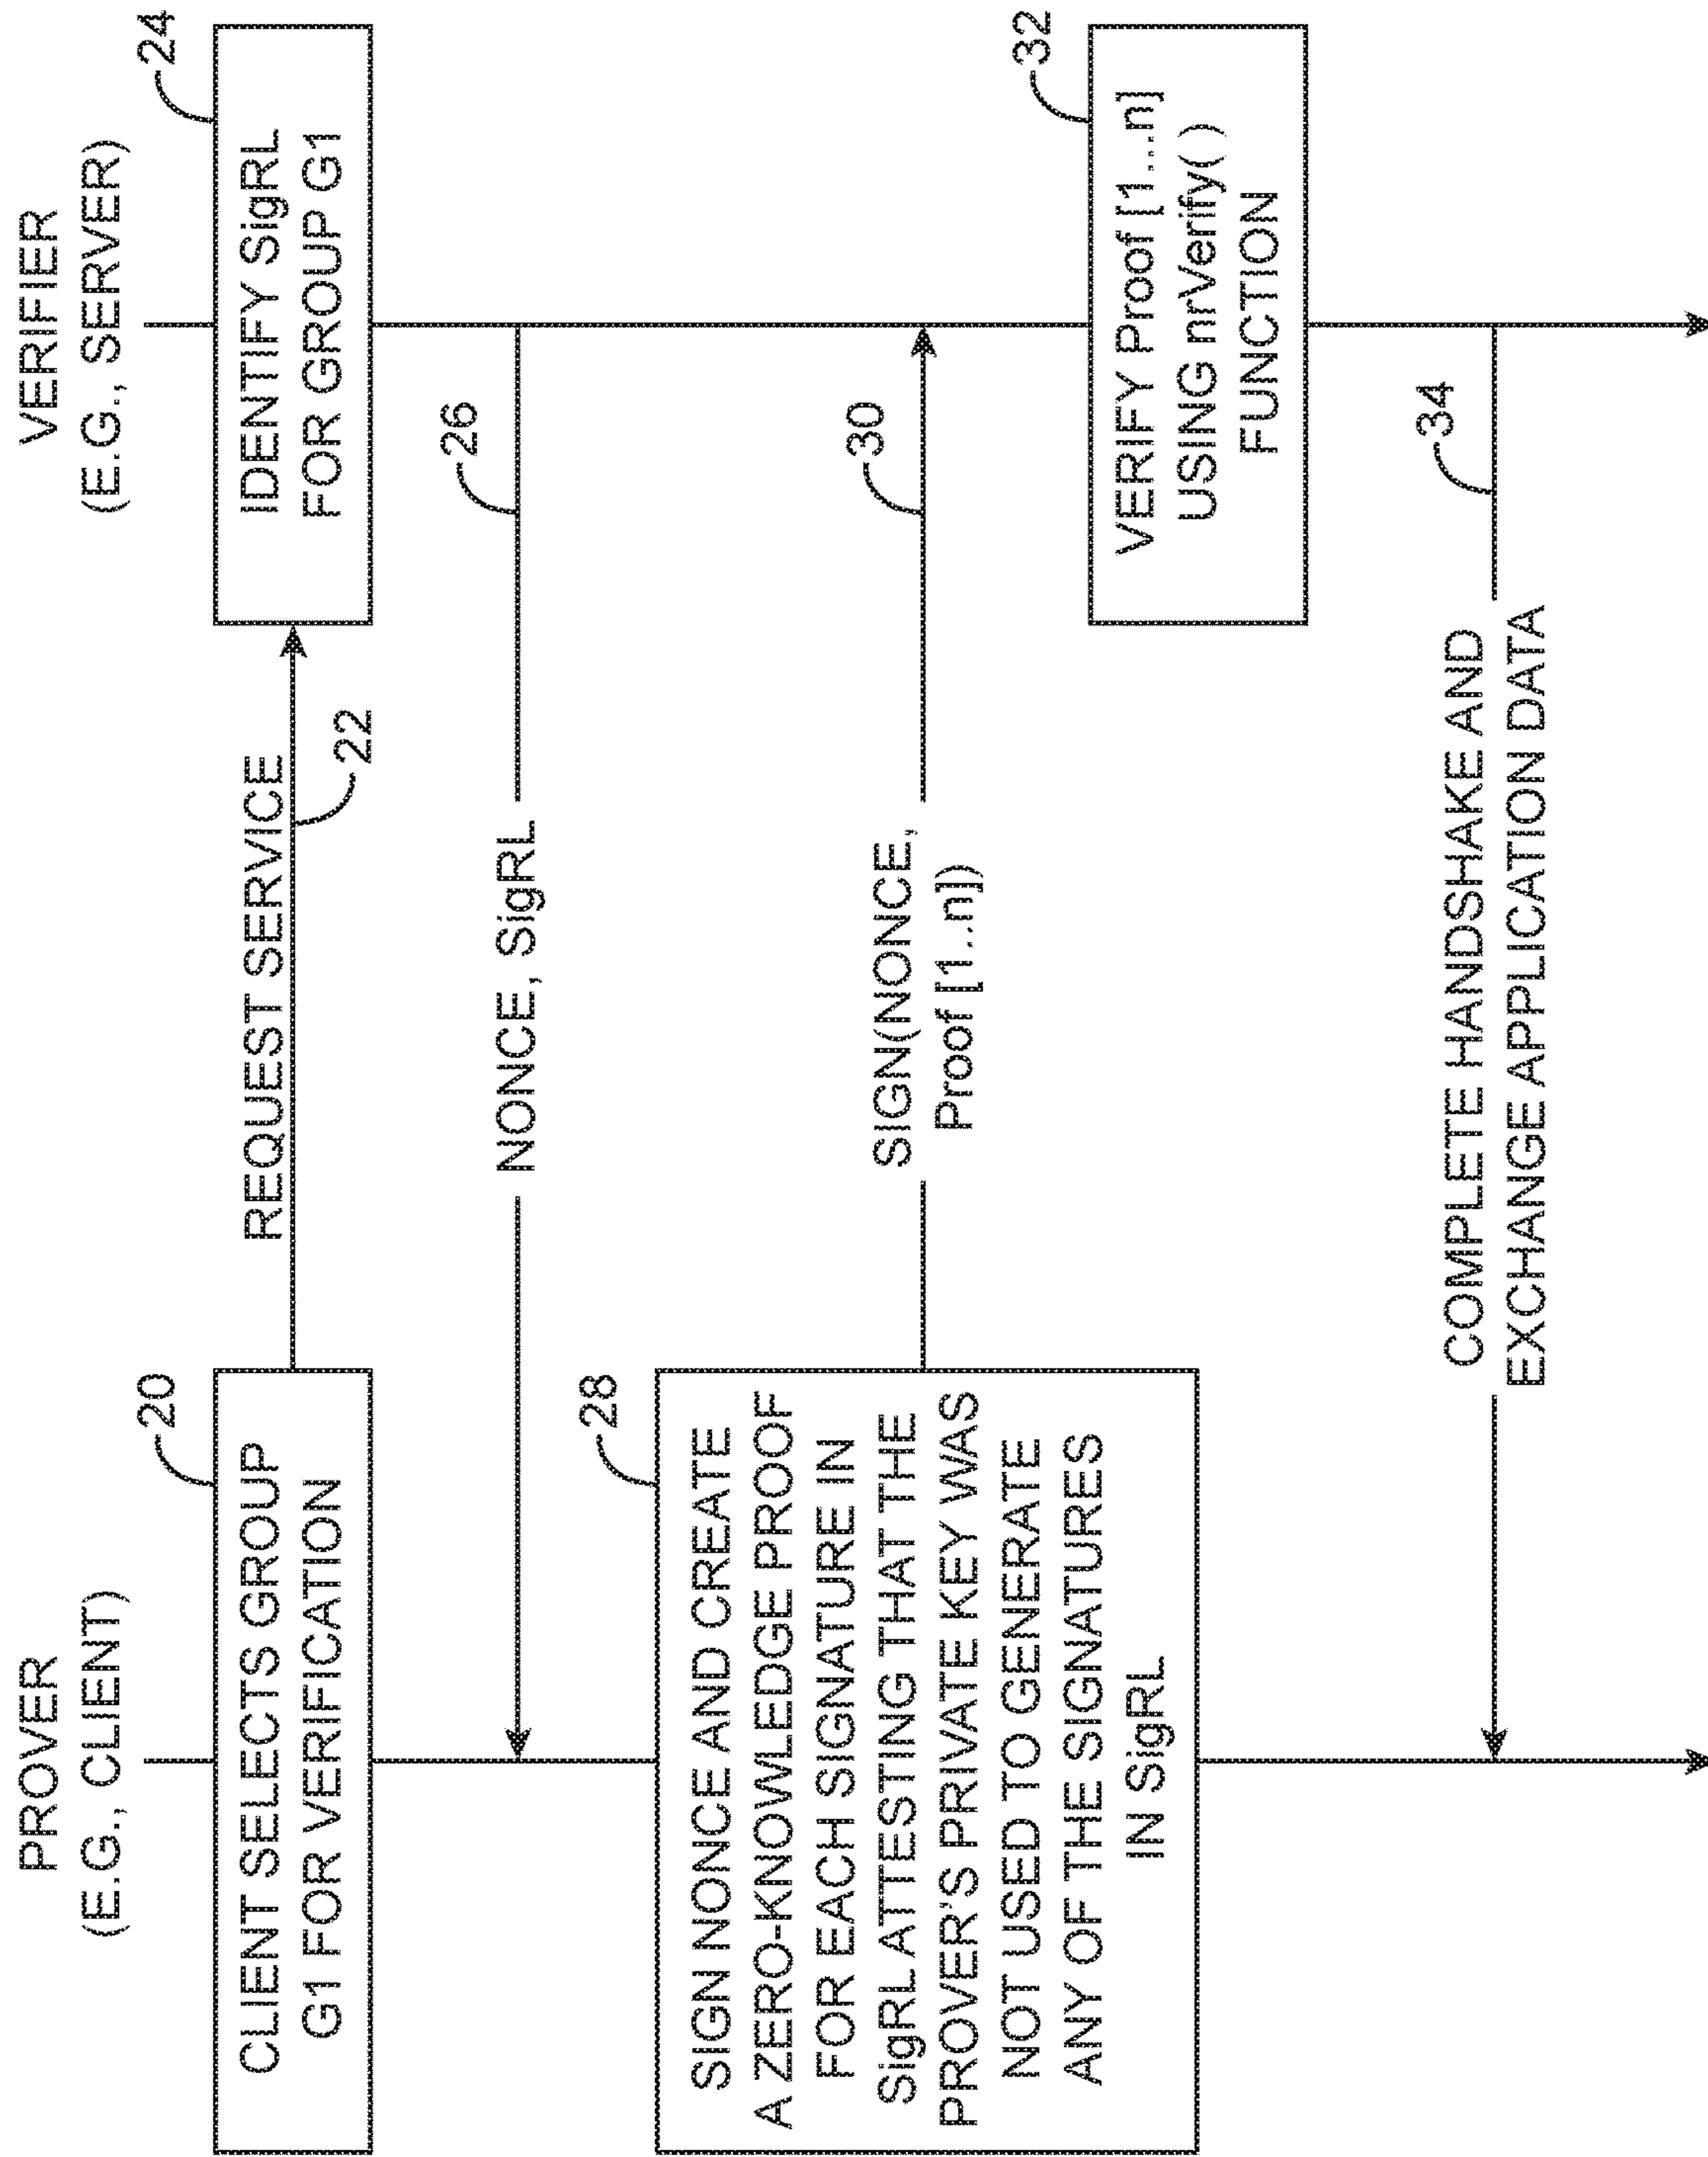 PROVER
(E.G., CLIENT)
VERIFIER
(E.G., SERVER)
20
CLIENT SELECTS GROUP
G1 FOR VERIFICATION
REQUEST SERVICE
22
24
IDENTIFY SigRL
FOR GROUP G1
26
NONCE, SigRL
28
SIGN NONCE AND CREATE
A ZERO-KNOWLEDGE PROOF
FOR EACH SIGNATURE IN
SigRL ATTESTING THAT THE
PROVER'S PRIVATE KEY WAS
NOT USED TO GENERATE
ANY OF THE SIGNATURES
IN SigRL
30
SIGN(NONCE,
Proof [1..n])
32
VERIFY Proof [1...n]
USING nrVerify( )
FUNCTION
34
COMPLETE HANDSHAKE AND
EXCHANGE APPLICATION DATA